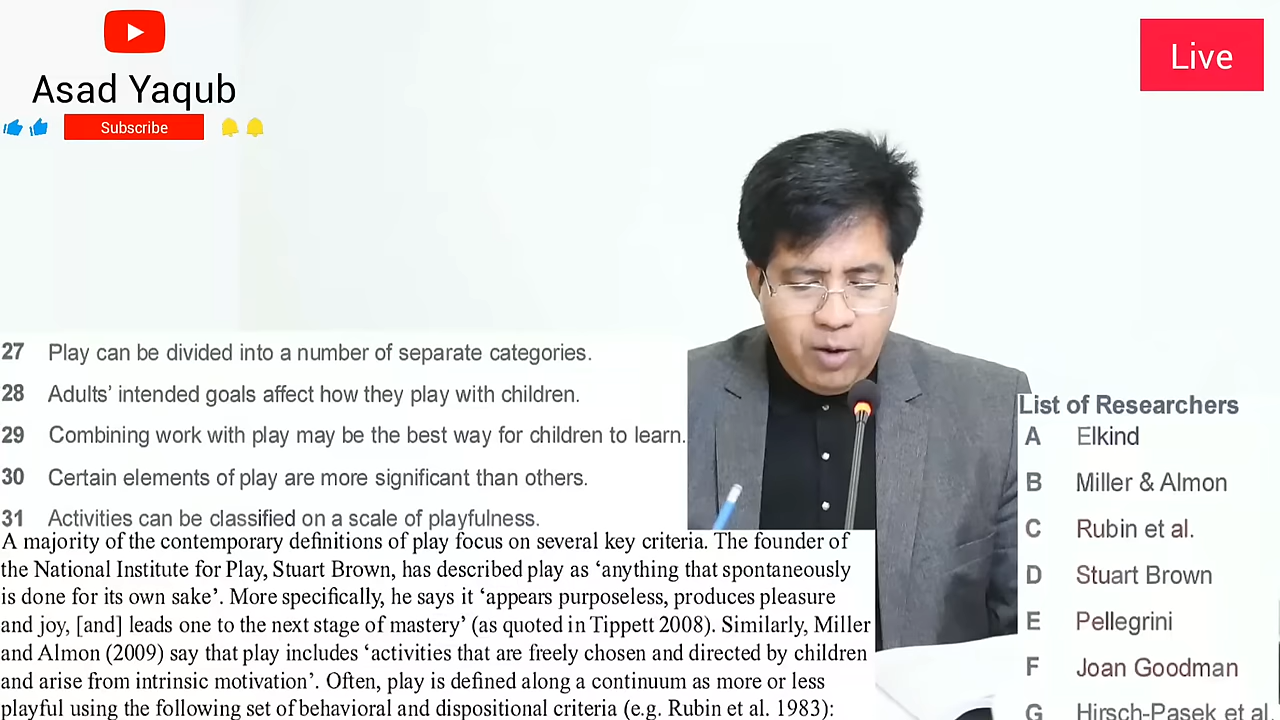 Asad Yaqub
Subscribe
Live
27 Play can be divided into a number of separate categories.
28 Adults' intended goals affect how they play with children.
29 Combining work with play may be the best way for children to learn.
30 Certain elements of play are more significant than others.
31 Activities can be classified on a scale of playfulness.
A majority of the contemporary definitions of play focus on several key criteria. The founder of
the National Institute for Play, Stuart Brown, has described play as ‘anything that spontaneously
is done for its own sake’. More specifically, he says it ‘appears purposeless, produces pleasure
and joy, [and] leads one to the next stage of mastery’ (as quoted in Tippett 2008). Similarly, Miller
and Almon (2009) say that play includes ‘activities that are freely chosen and directed by children
and arise from intrinsic motivation’. Often, play is defined along a continuum as more or less
playful using the following set of behavioral and dispositional criteria (e.g. Rubin et al. 1983):
List of Researchers
A Elkind
B Miller & Almon
C Rubin et al.
D Stuart Brown
E Pellegrini
F Joan Goodman
G Hirsch-Pasek et al.